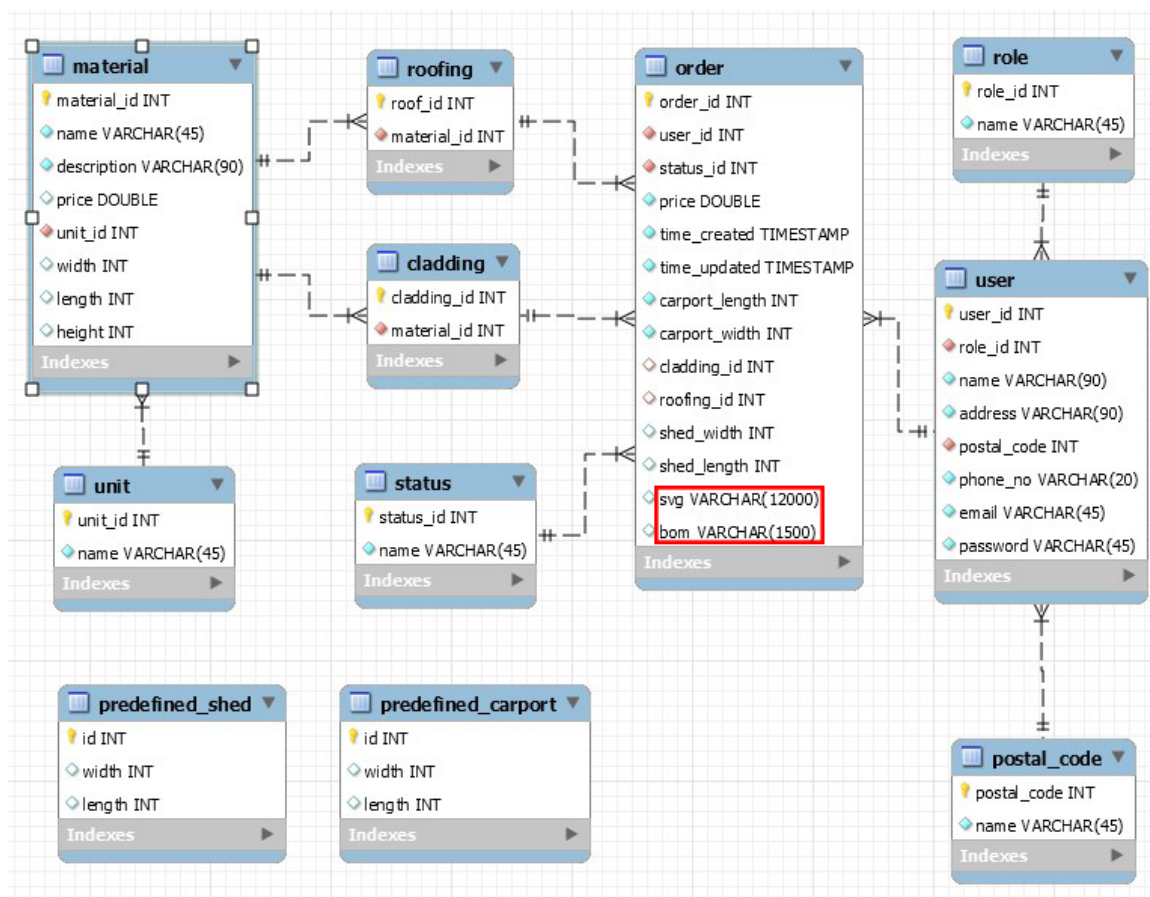 material
material_id INT
name VARCHAR(45)
description VARCHAR(90)
price DOUBLE
unit_id INT
width INT
length INT
height INT
Indexes
roofing
roof_id INT
material_id INT
Indexes
cladding
cladding_id INT
material_id INT
Indexes
order
order_id INT
user_id INT
status_id INT
price DOUBLE
time_created TIMESTAMP
time_updated TIMESTAMP
carport_length INT
carport_width INT
cladding_id INT
roofing_id INT
shed_width INT
shed_length INT
svg VARCHAR(12000)
bom VARCHAR(1500)
Indexes
role
role_id INT
name VARCHAR(45)
Indexes
user
user_id INT
role_id INT
name VARCHAR(90)
address VARCHAR(90)
postal_code INT
phone_no VARCHAR(20)
email VARCHAR(45)
password VARCHAR(45)
Indexes
unit
unit_id INT
name VARCHAR(45)
Indexes
status
status_id INT
name VARCHAR(45)
Indexes
predefined_shed
id INT
width INT
length INT
Indexes
predefined_carport
id INT
width INT
length INT
Indexes
postal_code
postal_code INT
name VARCHAR(45)
Indexes